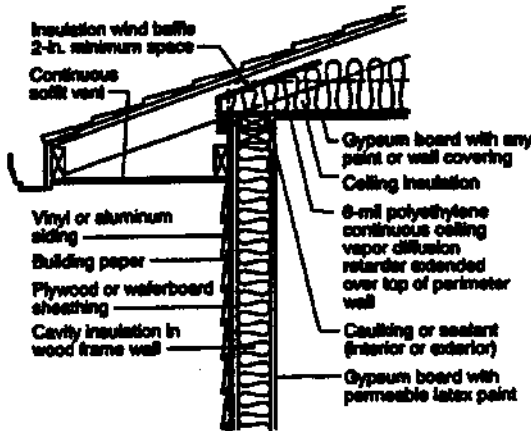 Insulation wind baffle
2-in. minimum space
Continuous
soffit vent
Vinyl or aluminum
siding
Building paper
Plywood or waferboard
sheathing
Cavity insulation in
wood frame wall
Gypsum board with any
paint or wall covering
Ceiling insulation
6-mil polyethylene
continuous ceiling
vapor diffusion
retarder extended
over top of perimeter
wall
Caulking or sealant
(interior or exterior)
Gypsum board with
permeable latex paint